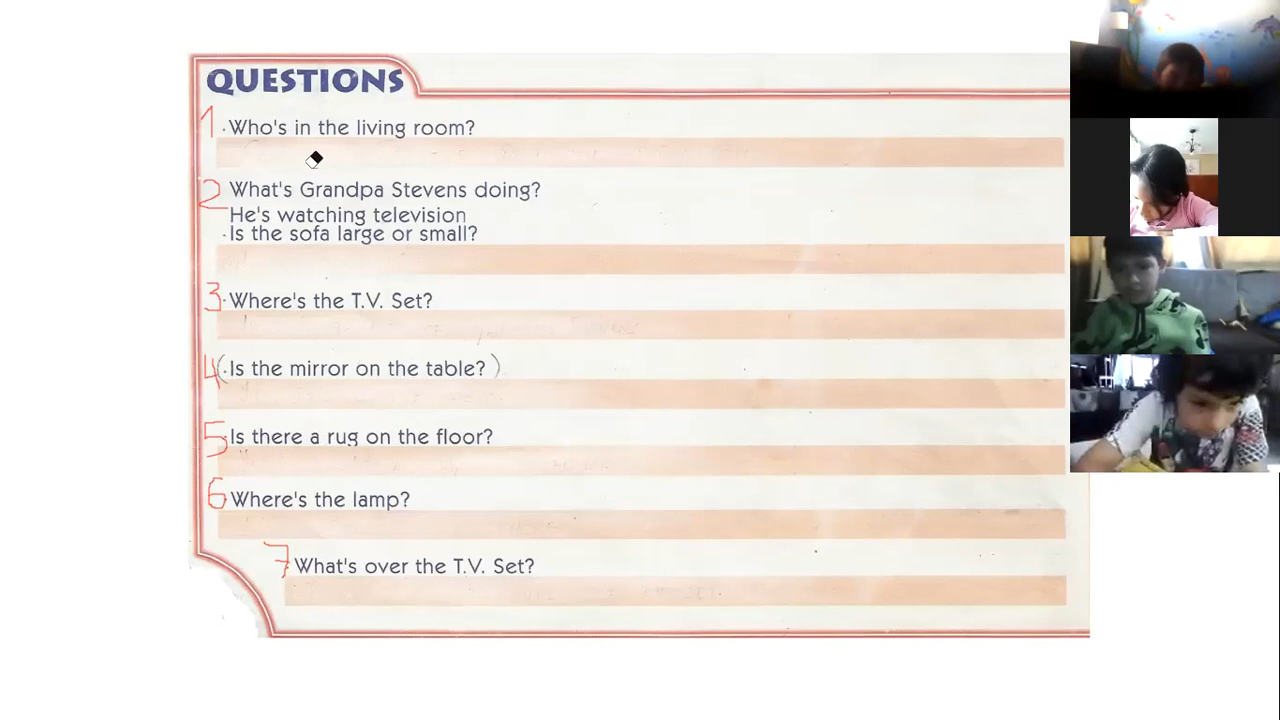 QUESTIONS
1 . Who's in the living room?
2 What's Grandpa Stevens doing?
He's watching television
. Is the sofa large or small?
3 . Where's the T.V. Set?
4 (. Is the mirror on the table? )
5 . Is there a rug on the floor?
6 Where's the lamp?
7 What's over the T.V. Set?